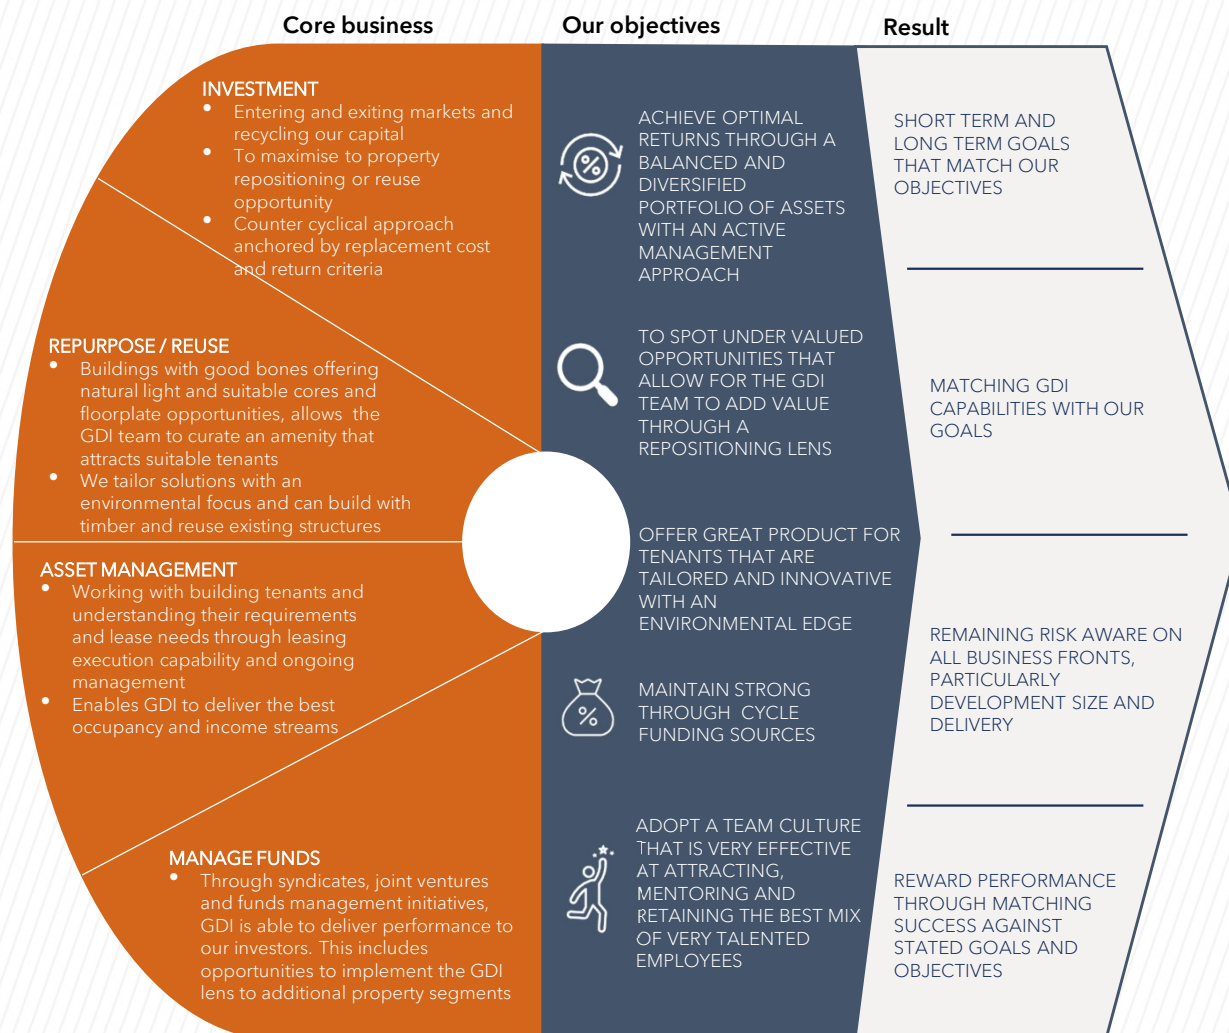 Core business
Our objectives
Result
INVESTMENT
• Entering and exiting markets and
recycling our capital
• To maximise to property
repositioning or reuse
opportunity
• Counter cyclical approach
anchored by replacement cost
and return criteria
REPURPOSE / REUSE
• Buildings with good bones offering
natural light and suitable cores and
floorplate opportunities, allows the
GDI team to curate an amenity that
attracts suitable tenants
• We tailor solutions with an
environmental focus and can build with
timber and reuse existing structures
ASSET MANAGEMENT
• Working with building tenants and
understanding their requirements
and lease needs through leasing
execution capability and ongoing
management
• Enables GDI to deliver the best
occupancy and income streams
MANAGE FUNDS
• Through syndicates, joint ventures
and funds management initiatives,
GDI is able to deliver performance to
our investors. This includes
opportunities to implement the GDI
lens to additional property segments
%
ACHIEVE OPTIMAL
RETURNS THROUGH A
BALANCED AND
DIVERSIFIED
PORTFOLIO OF ASSETS
WITH AN ACTIVE
MANAGEMENT
APPROACH
TO SPOT UNDER VALUED
OPPORTUNITIES THAT
ALLOW FOR THE GDI
TEAM TO ADD VALUE
THROUGH A
REPOSITIONING LENS
OFFER GREAT PRODUCT FOR
TENANTS THAT ARE
TAILORED AND INNOVATIVE
WITH AN
ENVIRONMENTAL EDGE
%
MAINTAIN STRONG
THROUGH CYCLE
FUNDING SOURCES
ADOPT A TEAM CULTURE
THAT IS VERY EFFECTIVE
AT ATTRACTING,
MENTORING AND
RETAINING THE BEST MIX
OF VERY TALENTED
EMPLOYEES
SHORT TERM AND
LONG TERM GOALS
THAT MATCH OUR
OBJECTIVES
MATCHING GDI
CAPABILITIES WITH OUR
GOALS
REMAINING RISK AWARE ON
ALL BUSINESS FRONTS,
PARTICULARLY
DEVELOPMENT SIZE AND
DELIVERY
REWARD PERFORMANCE
THROUGH MATCHING
SUCCESS AGAINST
STATED GOALS AND
OBJECTIVES